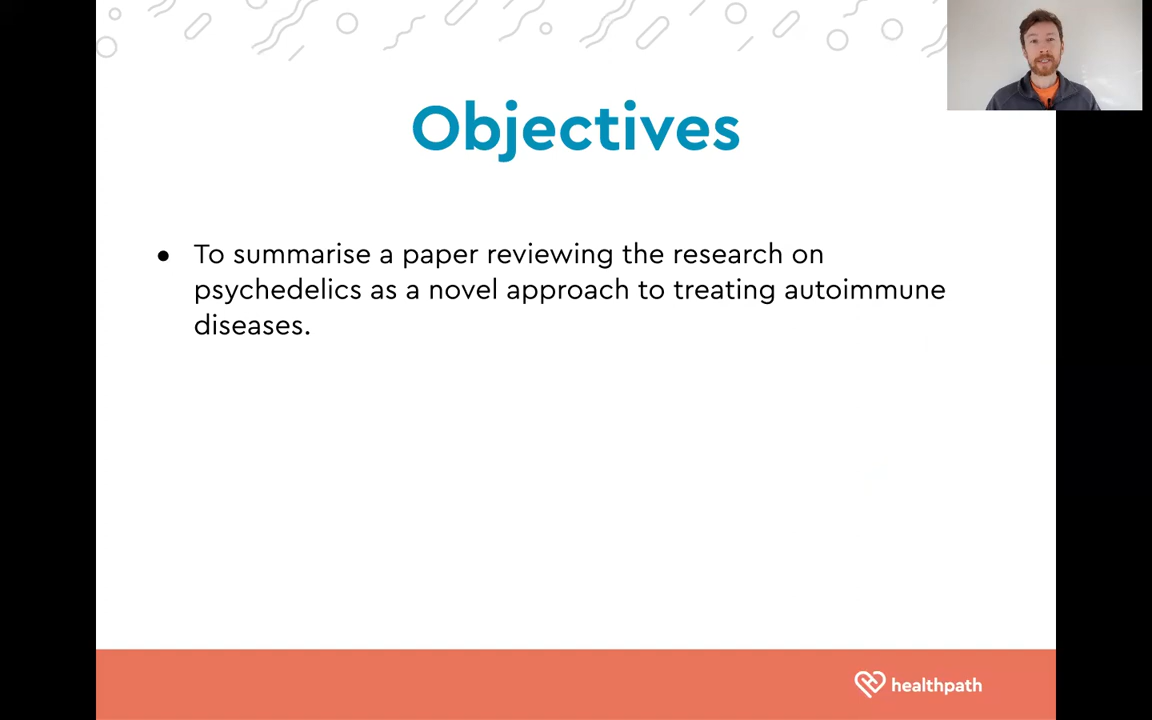 Objectives
● To summarise a paper reviewing the research on
psychedelics as a novel approach to treating autoimmune
diseases.
healthpath